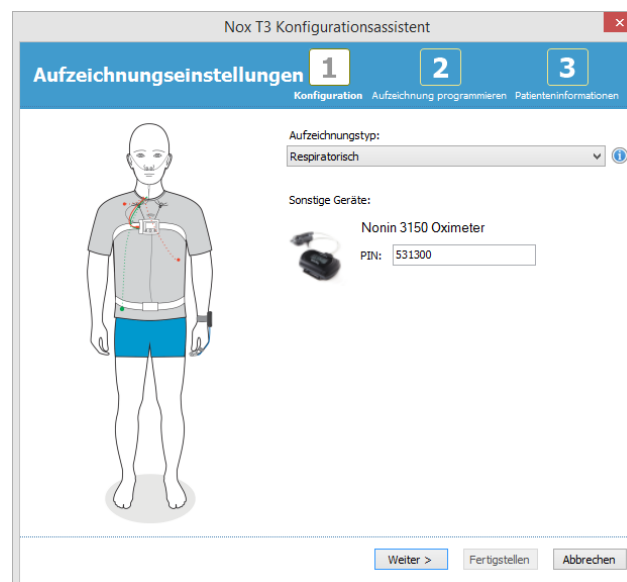 Nox T3 Konfigurationsassistent
Aufzeichnungseinstellungen
1
Konfiguration
2
Aufzeichnung programmieren
3
Patienteninformationen
Aufzeichnungstyp:
Respiratorisch
Sonstige Geräte:
Nonin 3150 Oximeter
PIN: 531300
Weiter >
Fertigstellen
Abbrechen